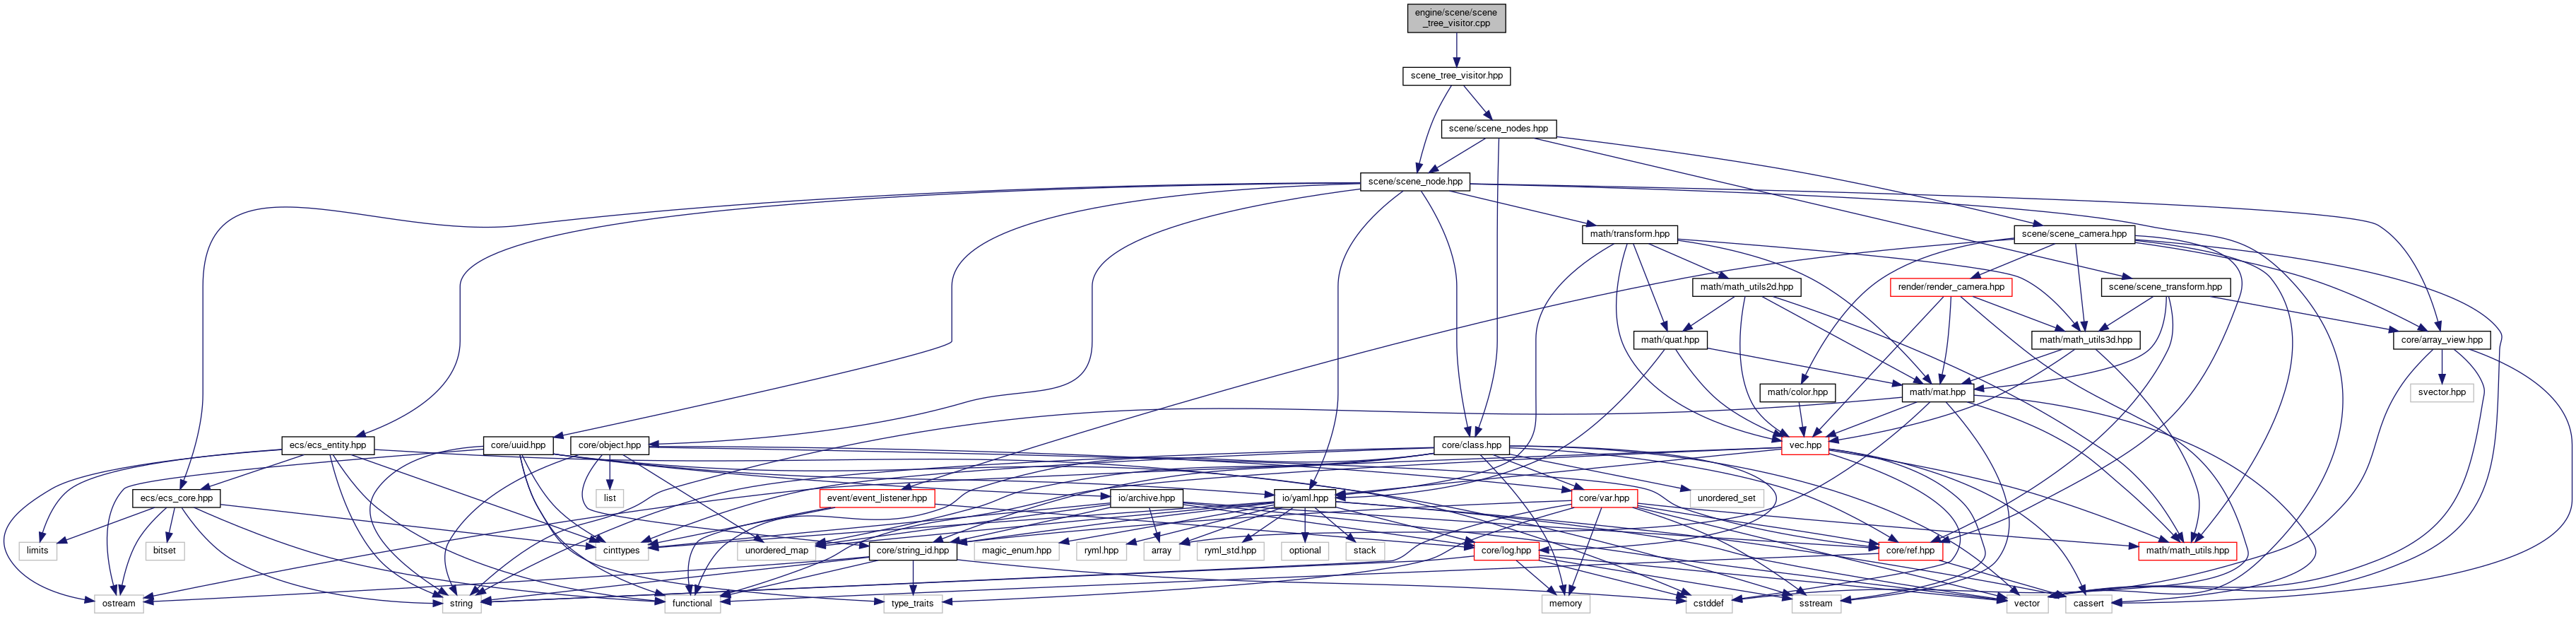 engine/scene/scene
_tree_visitor.cpp
scene_tree_visitor.hpp
scene/scene_nodes.hpp
scene/scene_node.hpp
math/transform.hpp
scene/scene_camera.hpp
math/math_utils2d.hpp
render/render_camera.hpp
scene/scene_transform.hpp
math/quat.hpp
math/math_utils3d.hpp
core/array_view.hpp
math/color.hpp
math/mat.hpp
svector.hpp
ecs/ecs_entity.hpp
core/uuid.hpp
core/object.hpp
core/class.hpp
vec.hpp
ecs/ecs_core.hpp
list
event/event_listener.hpp
io/archive.hpp
io/yaml.hpp
core/var.hpp
unordered_set
limits
bitset
cinttypes
unordered_map
core/string_id.hpp
magic_enum.hpp
ryml.hpp
array
ryml_std.hpp
optional
stack
core/log.hpp
core/ref.hpp
math/math_utils.hpp
ostream
string
functional
type_traits
memory
cstddef
sstream
vector
cassert